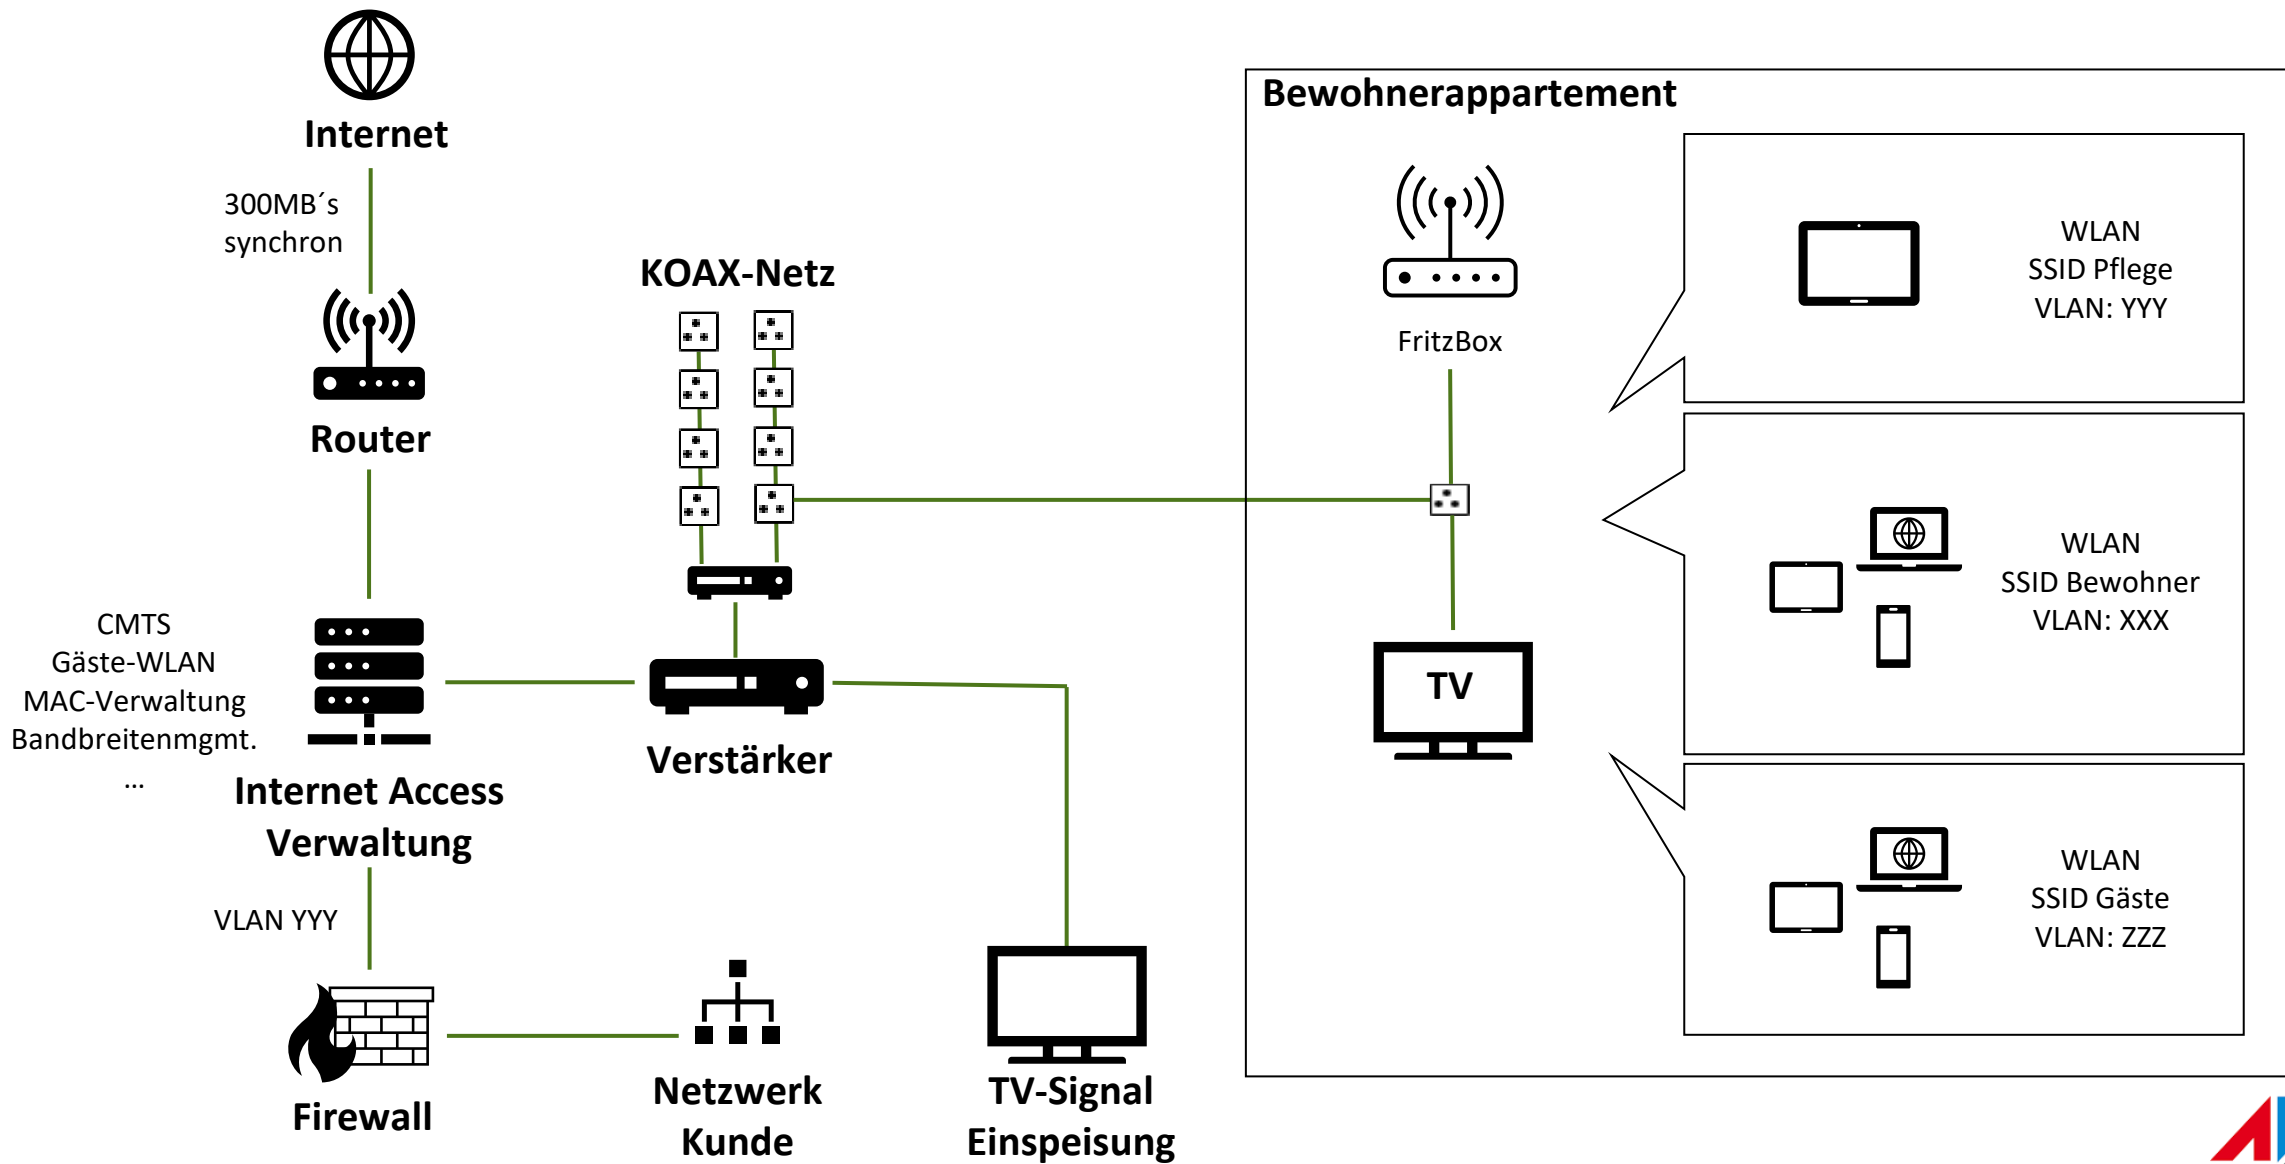 Internet
300MB´s
synchron
Router
CMTS
Gäste-WLAN
MAC-Verwaltung
Bandbreitenmgmt.
...
Internet Access
Verwaltung
VLAN YYY
Firewall
KOAX-Netz
Verstärker
Netzwerk
Kunde
TV-Signal
Einspeisung
Bewohnerappartement
FritzBox
TV
WLAN
SSID Pflege
VLAN: YYY
WLAN
SSID Bewohner
VLAN: XXX
WLAN
SSID Gäste
VLAN: ZZZ